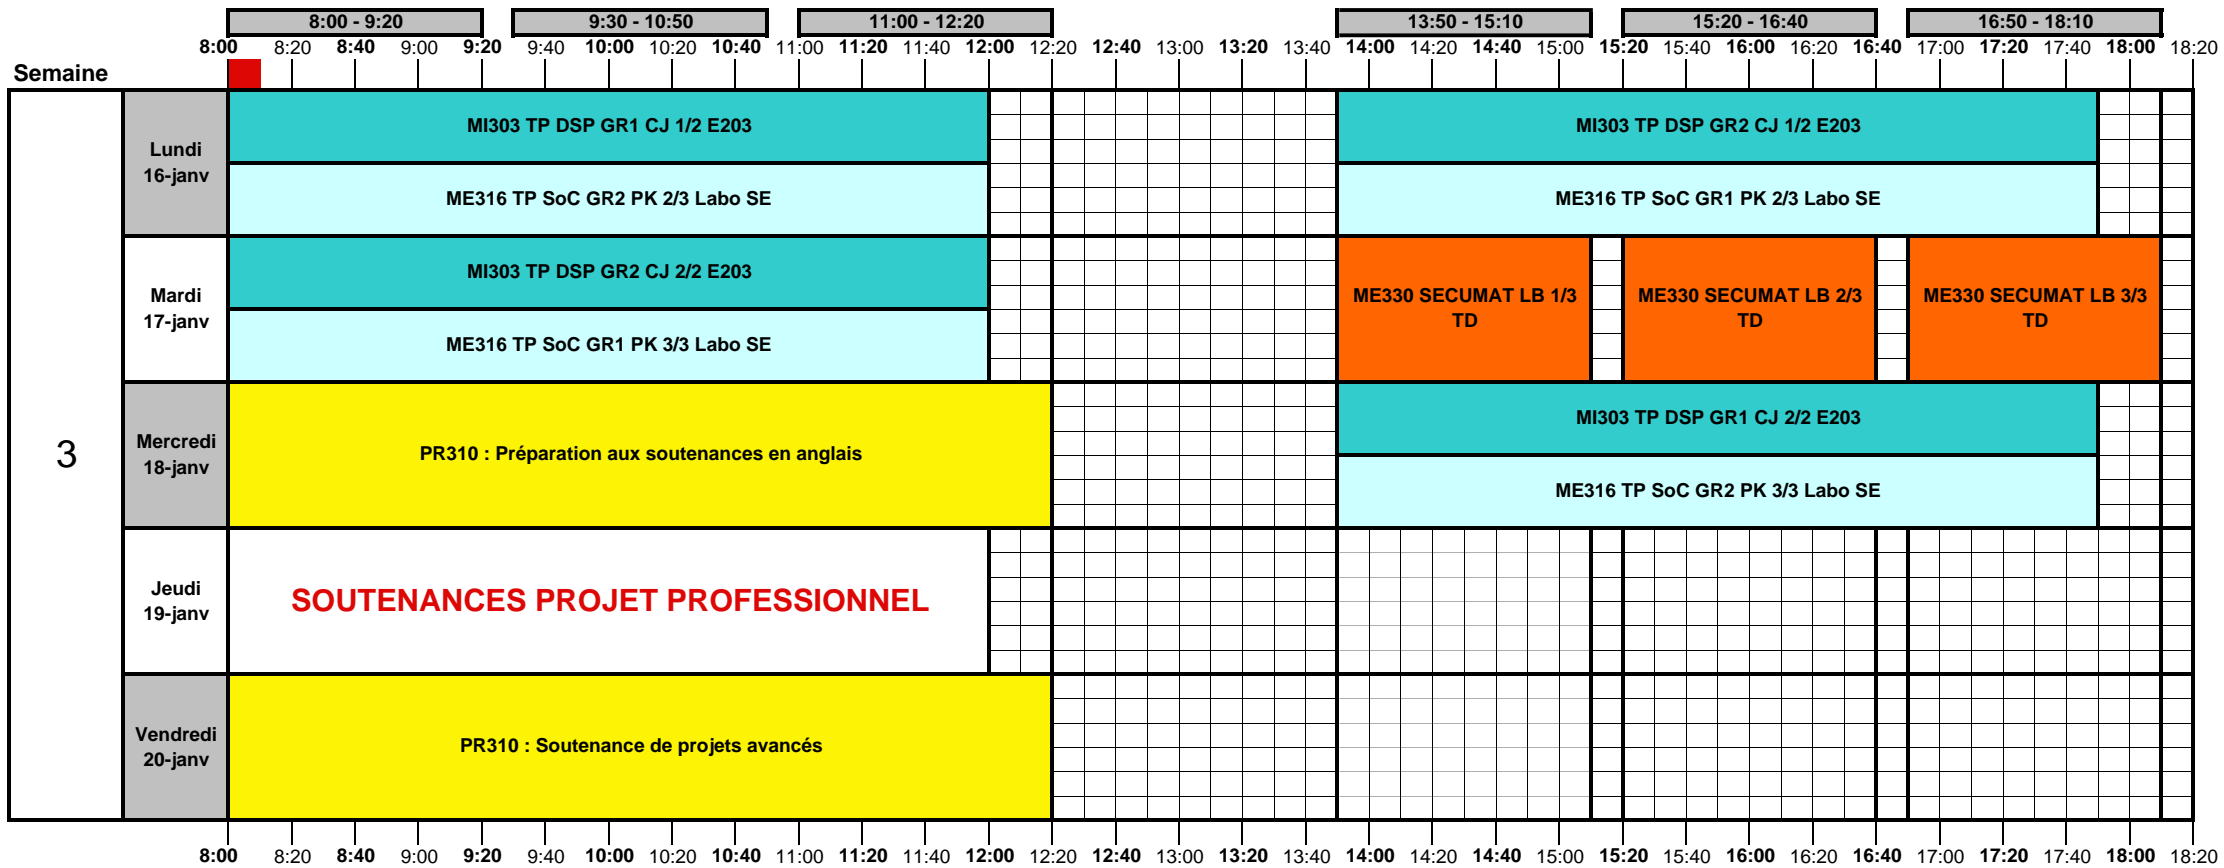 8:00 - 9:20 9:30 - 10:50 11:00 - 12:20 13:50 - 15:10 15:20 - 16:40 16:50 - 18:10
8:00 8:20 8:40 9:00 9:20 9:40 10:00 10:20 10:40 11:00 11:20 11:40 12:00 12:20 12:40 13:00 13:20 13:40 14:00 14:20 14:40 15:00 15:20 15:40 16:00 16:20 16:40 17:00 17:20 17:40 18:00 18:20
Semaine
3
Lundi
16-janv
MI303 TP DSP GR1 CJ 1/2 E203
MI303 TP DSP GR2 CJ 1/2 E203
ME316 TP SoC GR2 PK 2/3 Labo SE
ME316 TP SoC GR1 PK 2/3 Labo SE
Mardi
17-janv
MI303 TP DSP GR2 CJ 2/2 E203
ME316 TP SoC GR1 PK 3/3 Labo SE
ME330 SECUMAT LB 1/3
TD
ME330 SECUMAT LB 2/3
TD
ME330 SECUMAT LB 3/3
TD
Mercredi
18-janv
PR310 : Préparation aux soutenances en anglais
MI303 TP DSP GR1 CJ 2/2 E203
ME316 TP SoC GR2 PK 3/3 Labo SE
Jeudi
19-janv
SOUTENANCES PROJET PROFESSIONNEL
Vendredi
20-janv
PR310 : Soutenance de projets avancés
8:00 8:20 8:40 9:00 9:20 9:40 10:00 10:20 10:40 11:00 11:20 11:40 12:00 12:20 12:40 13:00 13:20 13:40 14:00 14:20 14:40 15:00 15:20 15:40 16:00 16:20 16:40 17:00 17:20 17:40 18:00 18:20